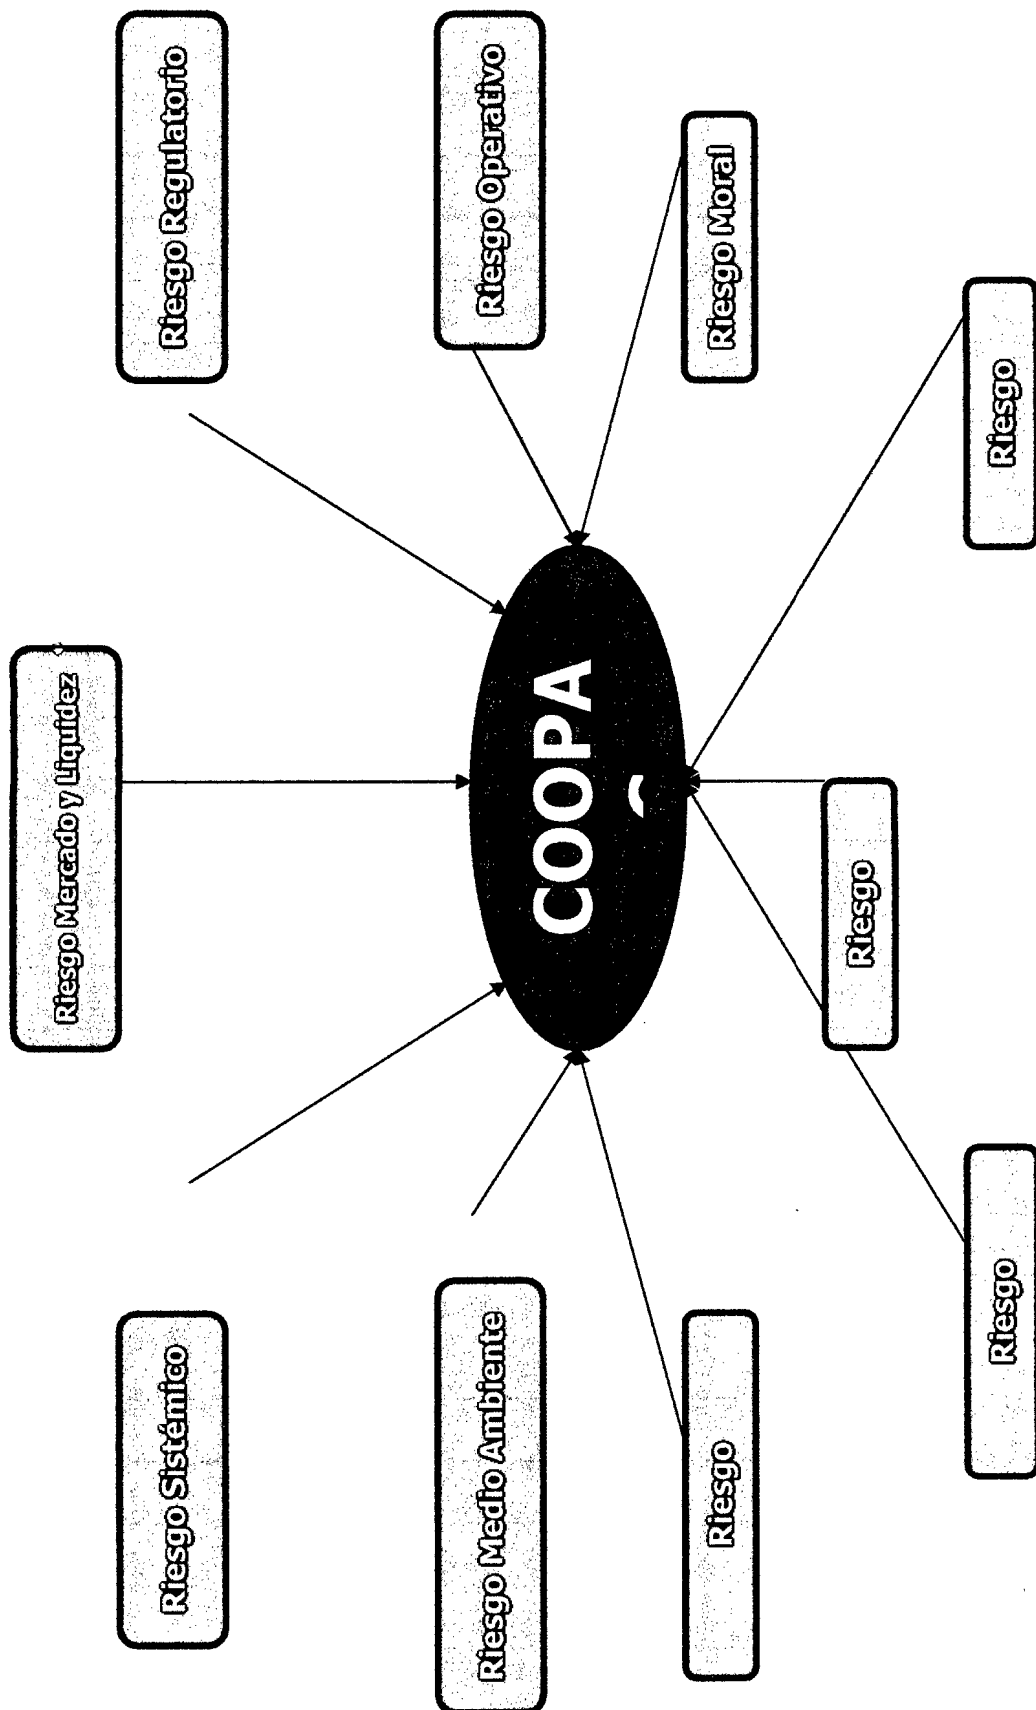 Riesgo Mercado y Liquidez
Riesgo Sistémico
Riesgo Regulatorio
Riesgo Medio Ambiente
Riesgo Operativo
COOPA
Riesgo
Riesgo Moral
Riesgo
Riesgo
Riesgo